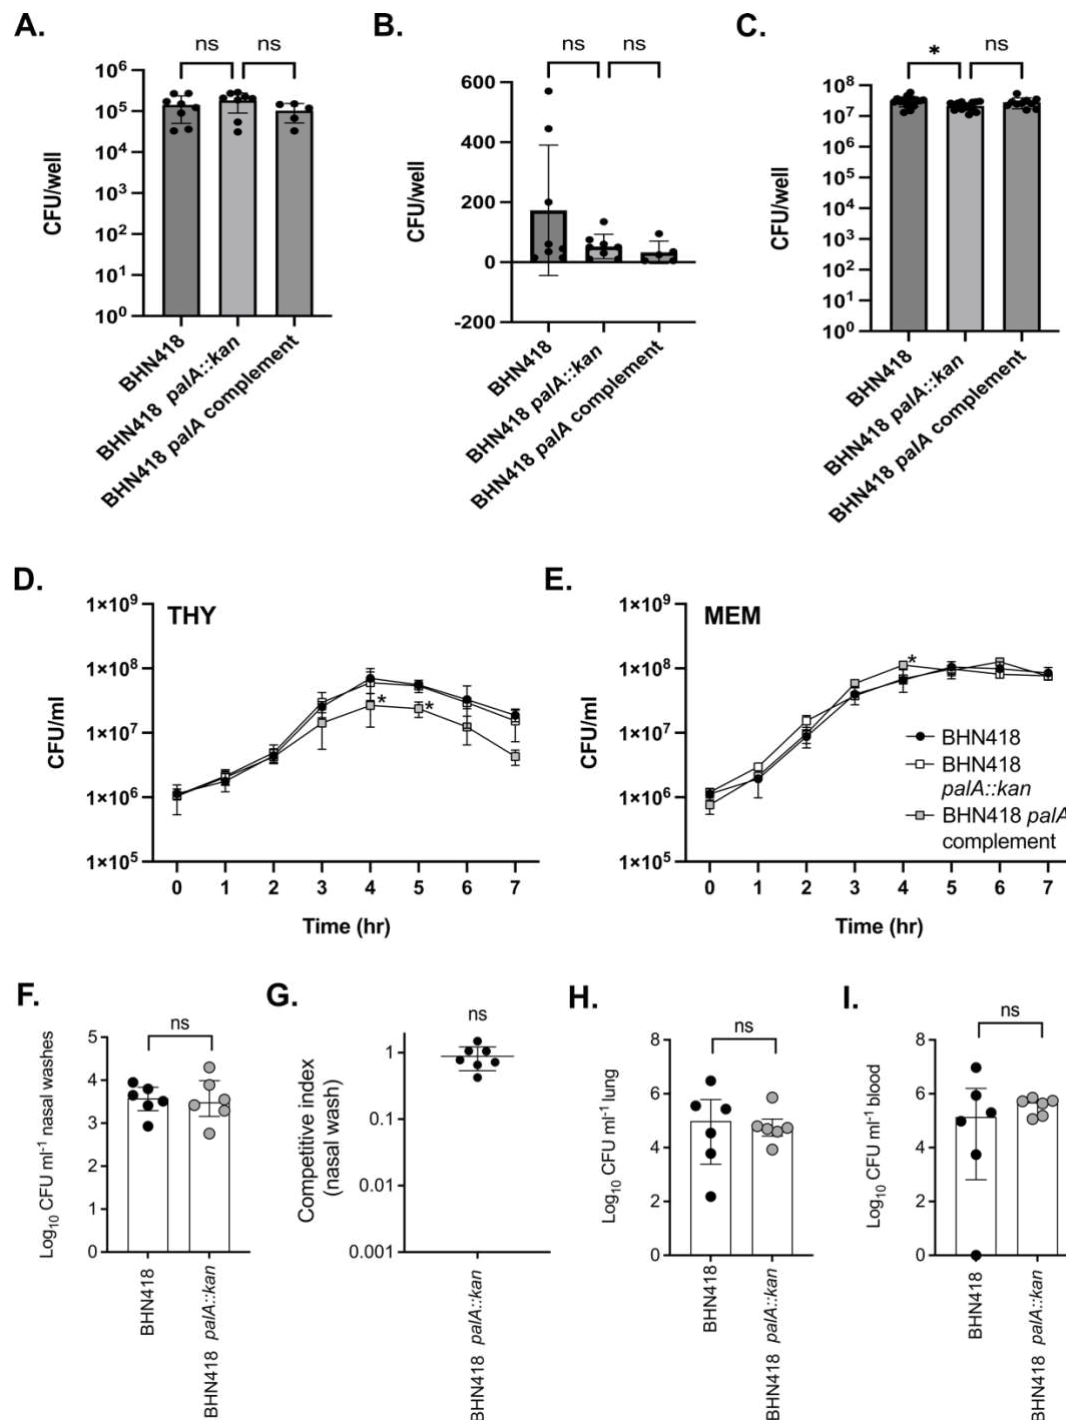 A.
ns
ns
10⁶
10⁵
10⁴
10³
10²
10¹
10⁰
CFU/well
BHN418
BHN418 palA::kan
BHN418 palA complement
B.
ns
ns
600
400
200
0
-200
CFU/well
BHN418
BHN418 palA::kan
BHN418 palA complement
C.
*
ns
10⁸
10⁷
10⁶
10⁵
10⁴
10³
10²
10¹
10⁰
CFU/well
BHN418
BHN418 palA::kan
BHN418 palA complement
D.
THY
1×10⁹
1×10⁸
1×10⁷
1×10⁶
1×10⁵
CFU/ml
*
*
0 1 2 3 4 5 6 7
Time (hr)
E.
MEM
1×10⁹
1×10⁸
1×10⁷
1×10⁶
1×10⁵
CFU/ml
*
BHN418
BHN418
palA::kan
BHN418 palA
complement
0 1 2 3 4 5 6 7
Time (hr)
F.
ns
5
4
3
2
1
0
Log₁₀ CFU ml⁻¹ nasal washes
BHN418
BHN418 palA::kan
G.
ns
1
0.1
0.01
0.001
Competitive index
(nasal wash)
BHN418 palA::kan
H.
ns
8
6
4
2
0
Log₁₀ CFU ml⁻¹ lung
BHN418
BHN418 palA::kan
I.
ns
8
6
4
2
0
Log₁₀ CFU ml⁻¹ blood
BHN418
BHN418 palA::kan